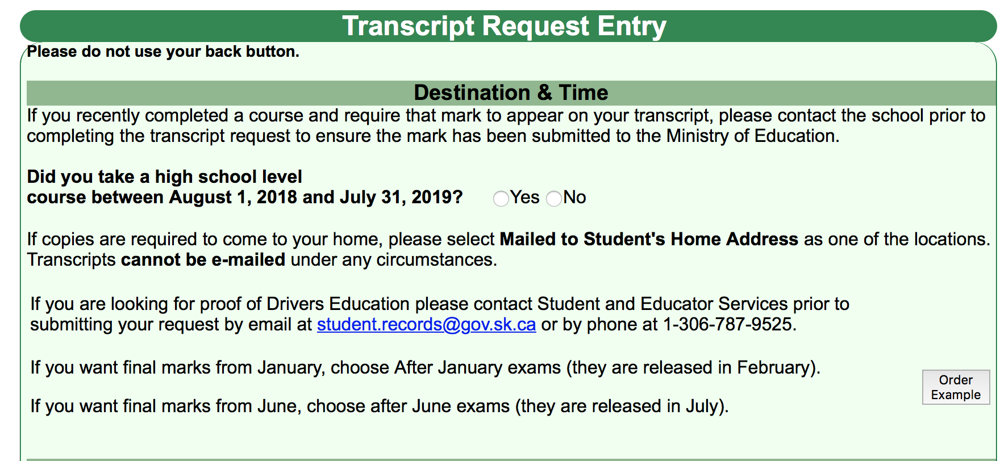 Transcript Request Entry
Please do not use your back button.
Destination & Time
If you recently completed a course and require that mark to appear on your transcript, please contact the school prior to
completing the transcript request to ensure the mark has been submitted to the Ministry of Education.
Did you take a high school level
course between August 1, 2018 and July 31, 2019? Yes No
If copies are required to come to your home, please select Mailed to Student's Home Address as one of the locations.
Transcripts cannot be e-mailed under any circumstances.
If you are looking for proof of Drivers Education please contact Student and Educator Services prior to
submitting your request by email at student.records@gov.sk.ca or by phone at 1-306-787-9525.
If you want final marks from January, choose After January exams (they are released in February).
Order
Example
If you want final marks from June, choose after June exams (they are released in July).